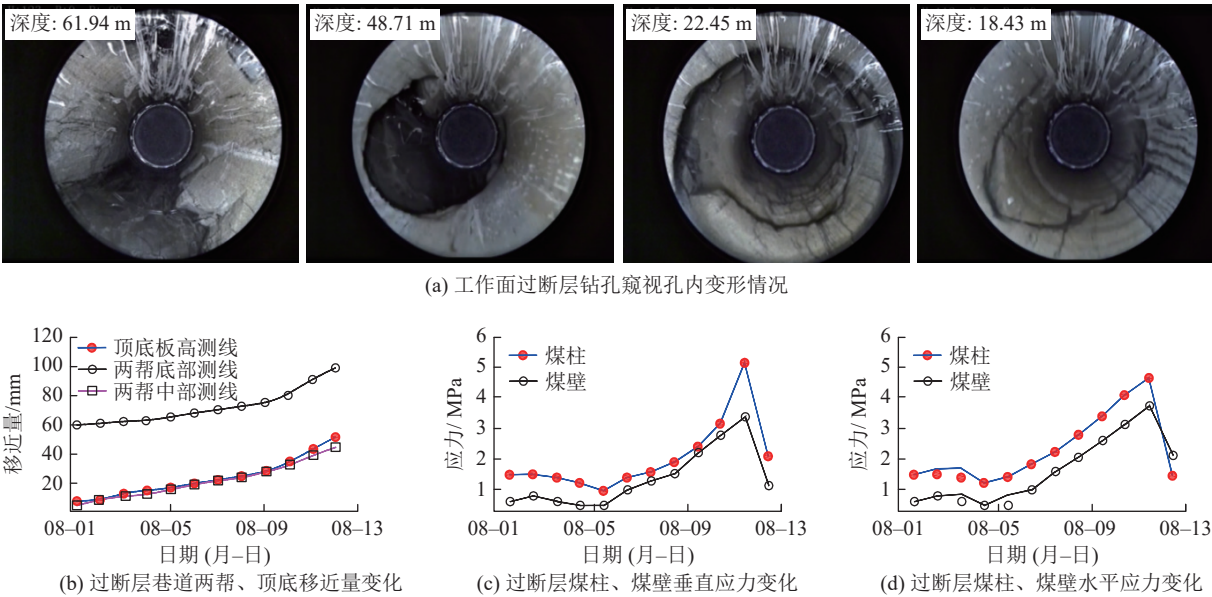 深度: 61.94 m
深度: 48.71 m
深度: 22.45 m
深度: 18.43 m
(a) 工作面过断层钻孔窥视孔内变形情况
120
100
80
60
40
20
移近量/mm
顶底板高测线
两帮底部测线
两帮中部测线
08–01
08–05
08–09
08–13
日期 (月–日)
(b) 过断层巷道两帮、顶底移近量变化
6
5
4
3
2
1
应力/ MPa
煤柱
煤壁
08–01
08–05
08–09
08–13
日期 (月–日)
(c) 过断层煤柱、煤壁垂直应力变化
6
5
4
3
2
1
应力/ MPa
煤柱
煤壁
08–01
08–05
08–09
08–13
日期 (月–日)
(d) 过断层煤柱、煤壁水平应力变化